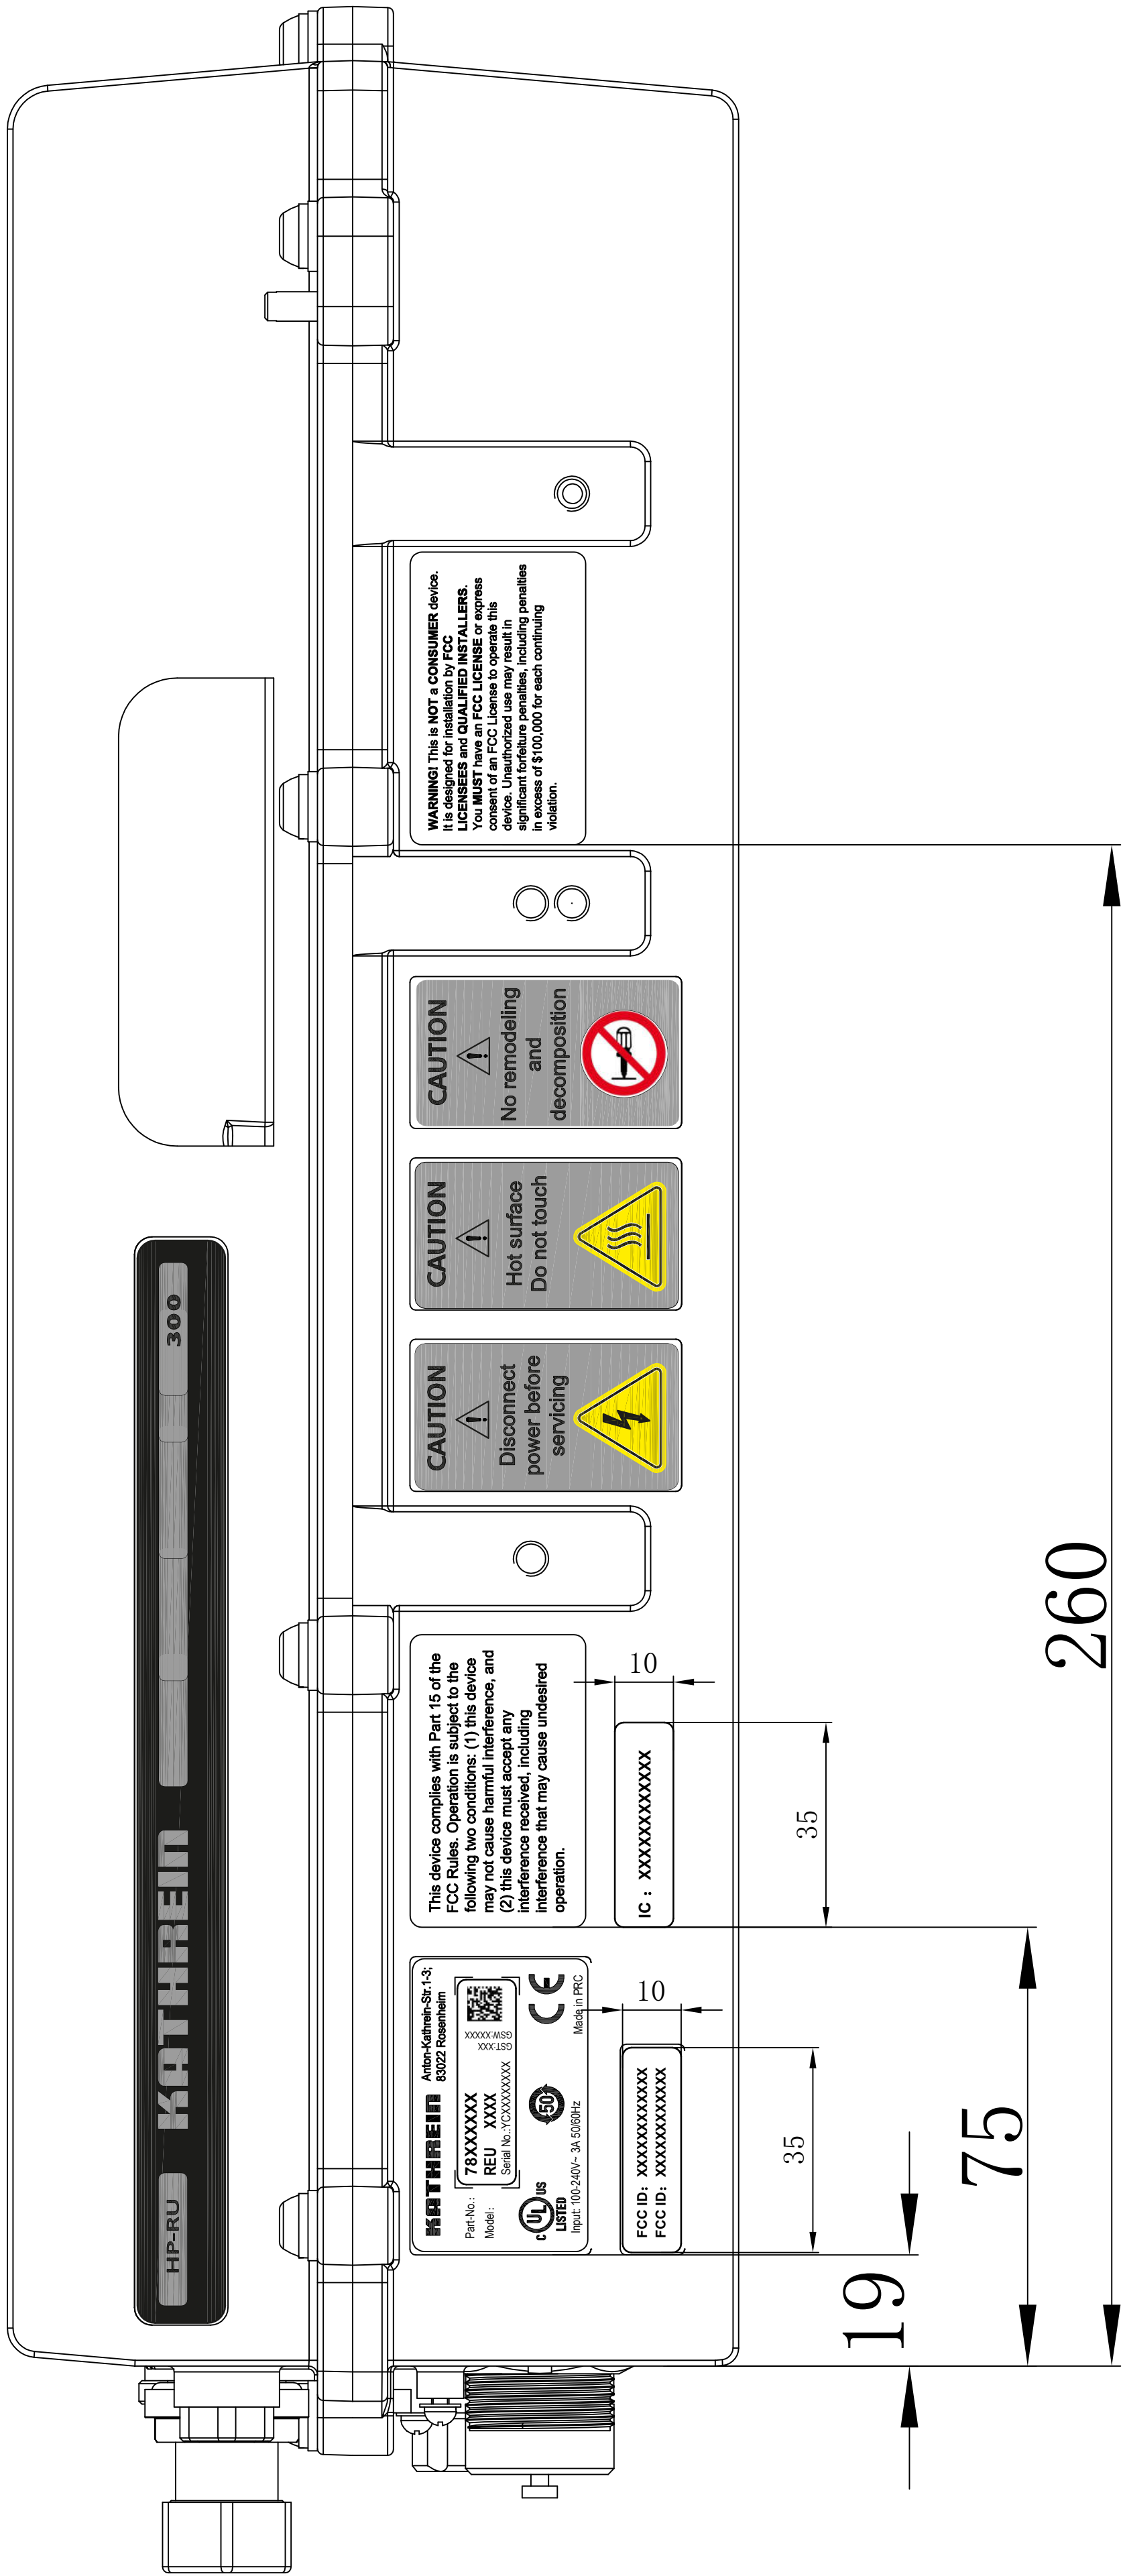 HP-RU
KATHREIN
300
KATHREIN
Anton-Kathrein-Str.1-3;
83022 Rosenheim
Part-No.:
78XXXXXXX
Model:
REU XXXX
Serial No.:YCXXXXXXXXX
GST:XXX
GSW:XXXXX
C UL US
LISTED
50
CE
Input: 100-240V~ 3A 50/60Hz
Made in PRC
FCC ID: XXXXXXXXXXXXX
FCC ID: XXXXXXXXXXXXX
This device complies with Part 15 of the
FCC Rules. Operation is subject to the
following two conditions: (1) this device
may not cause harmful interference, and
(2) this device must accept any
interference received, including
interference that may cause undesired
operation.
IC : XXXXXXXXXXX
CAUTION
Disconnect
power before
servicing
CAUTION
Hot surface
Do not touch
CAUTION
No remodeling
and
decomposition
WARNING! This is NOT a CONSUMER device.
It is designed for installation by FCC
LICENSEES and QUALIFIED INSTALLERS.
You MUST have an FCC LICENSE or express
consent of an FCC License to operate this
device. Unauthorized use may result in
significant forfeiture penalties, including penalties
in excess of $100,000 for each continuing
violation.
10
35
10
35
19
75
260